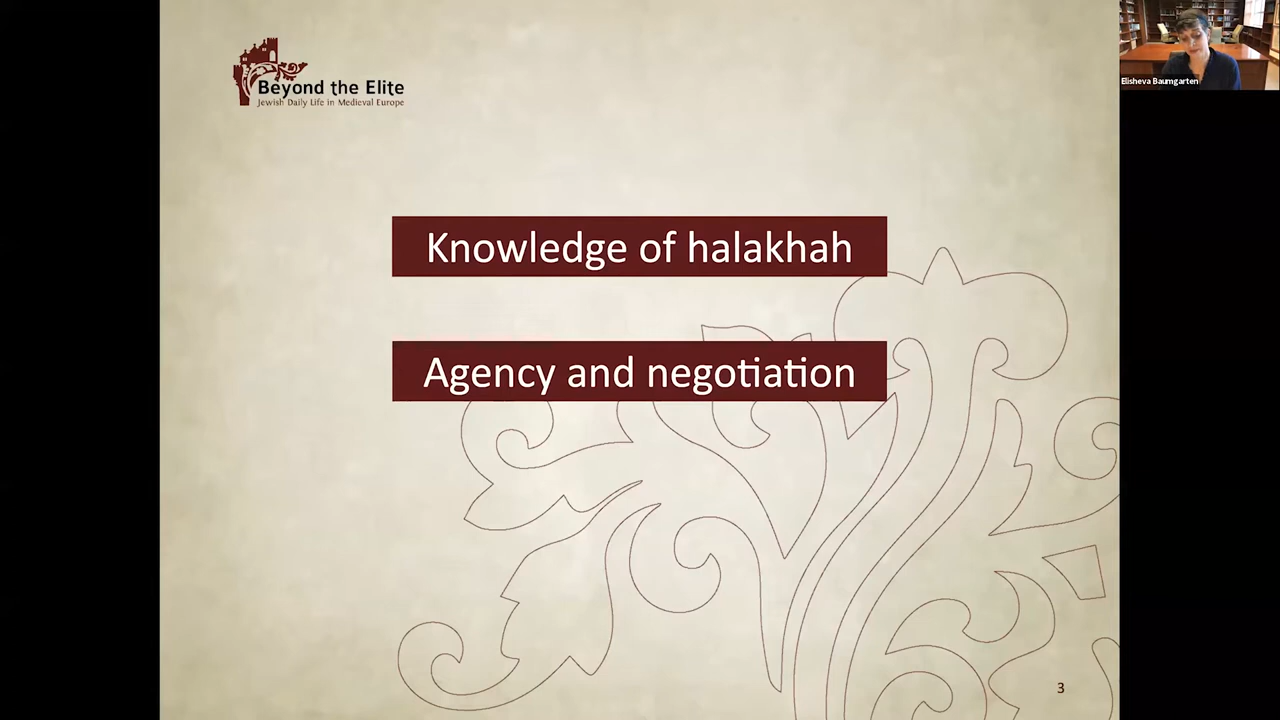 Beyond the Elite
Jewish Daily Life in Medieval Europe
Elisheva Baumgarten
Knowledge of halakhah
Agency and negotiation
3